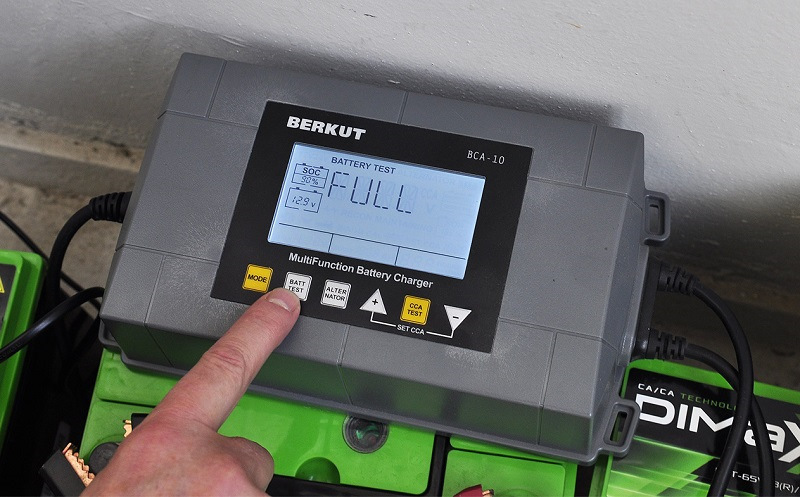 BERKUT
BCA-10
BATTERY TEST
SOC
90%
12.9 v
FULL
MultiFunction Battery Charger
MODE
BATT
TEST
ALTER
NATOR
+
CCA
TEST
-
SET CCA
CA/CA TECHNOLO
DIMAX